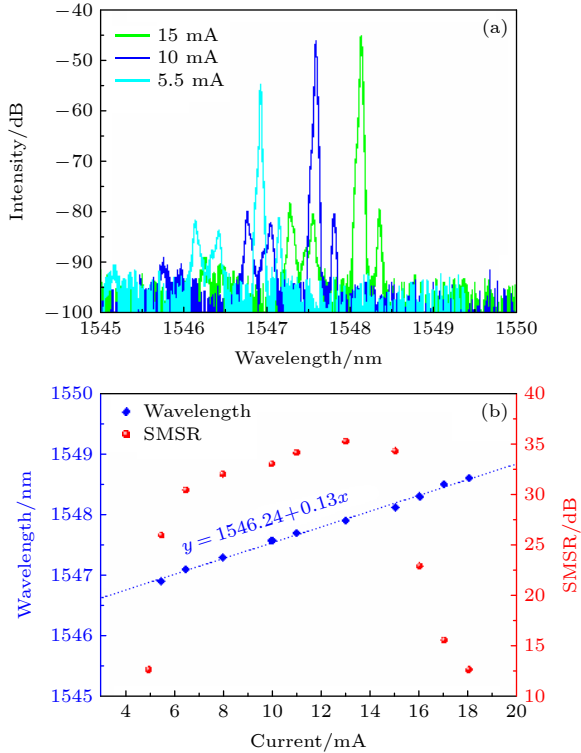 (a)
15 mA
10 mA
5.5 mA
Intensity/dB
−40
−50
−60
−70
−80
−90
−100
1545 1546 1547 1548 1549 1550
Wavelength/nm
(b)
Wavelength
SMSR
y = 1546.24+0.13x
Wavelength/nm
1550
1549
1548
1547
1546
1545
SMSR/dB
40
35
30
25
20
15
10
4 6 8 10 12 14 16 18 20
Current/mA